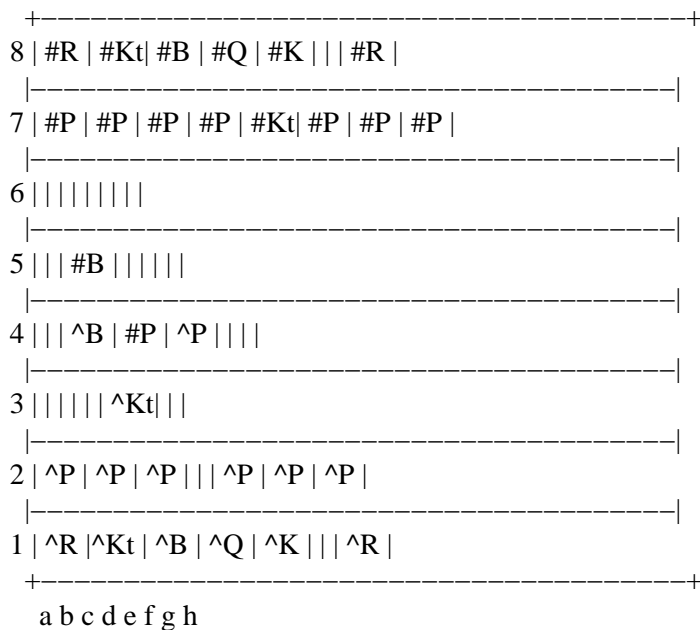 +−−−−−−−−−−−−−−−−−−−−−−−−−−−−−−−−−−−−−−−+
8 | #R | #Kt| #B | #Q | #K | | | #R |
|−−−−−−−−−−−−−−−−−−−−−−−−−−−−−−−−−−−−−−−|
7 | #P | #P | #P | #P | #Kt| #P | #P | #P |
|−−−−−−−−−−−−−−−−−−−−−−−−−−−−−−−−−−−−−−−|
6 | | | | | | | | |
|−−−−−−−−−−−−−−−−−−−−−−−−−−−−−−−−−−−−−−−|
5 | | | #B | | | | | |
|−−−−−−−−−−−−−−−−−−−−−−−−−−−−−−−−−−−−−−−|
4 | | | ^B | #P | ^P | | | |
|−−−−−−−−−−−−−−−−−−−−−−−−−−−−−−−−−−−−−−−|
3 | | | | | | ^Kt| | |
|−−−−−−−−−−−−−−−−−−−−−−−−−−−−−−−−−−−−−−−|
2 | ^P | ^P | ^P | | | ^P | ^P | ^P |
|−−−−−−−−−−−−−−−−−−−−−−−−−−−−−−−−−−−−−−−|
1 | ^R |^Kt | ^B | ^Q | ^K | | | ^R |
+−−−−−−−−−−−−−−−−−−−−−−−−−−−−−−−−−−−−−−−+
a b c d e f g h